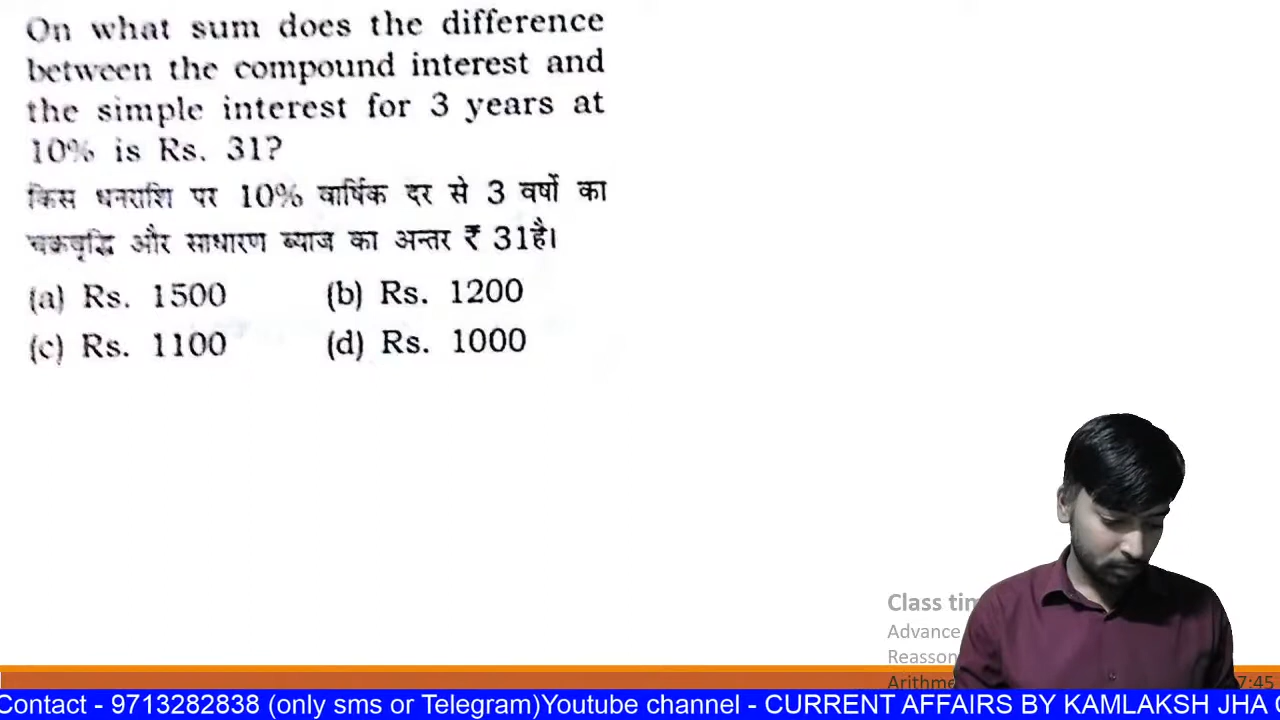 On what sum does the difference
between the compound interest and
the simple interest for 3 years at
10% is Rs. 31?
किस धनराशि पर 10% वार्षिक दर से 3 वर्षों का
चक्रवृद्धि और साधारण ब्याज का अन्तर ₹ 31है।
(a) Rs. 1500 (b) Rs. 1200
(c) Rs. 1100 (d) Rs. 1000
Class tim
Advance
Reasson
Arithme 7:45
Contact - 9713282838 (only sms or Telegram)Youtube channel - CURRENT AFFAIRS BY KAMLAKSH JHA